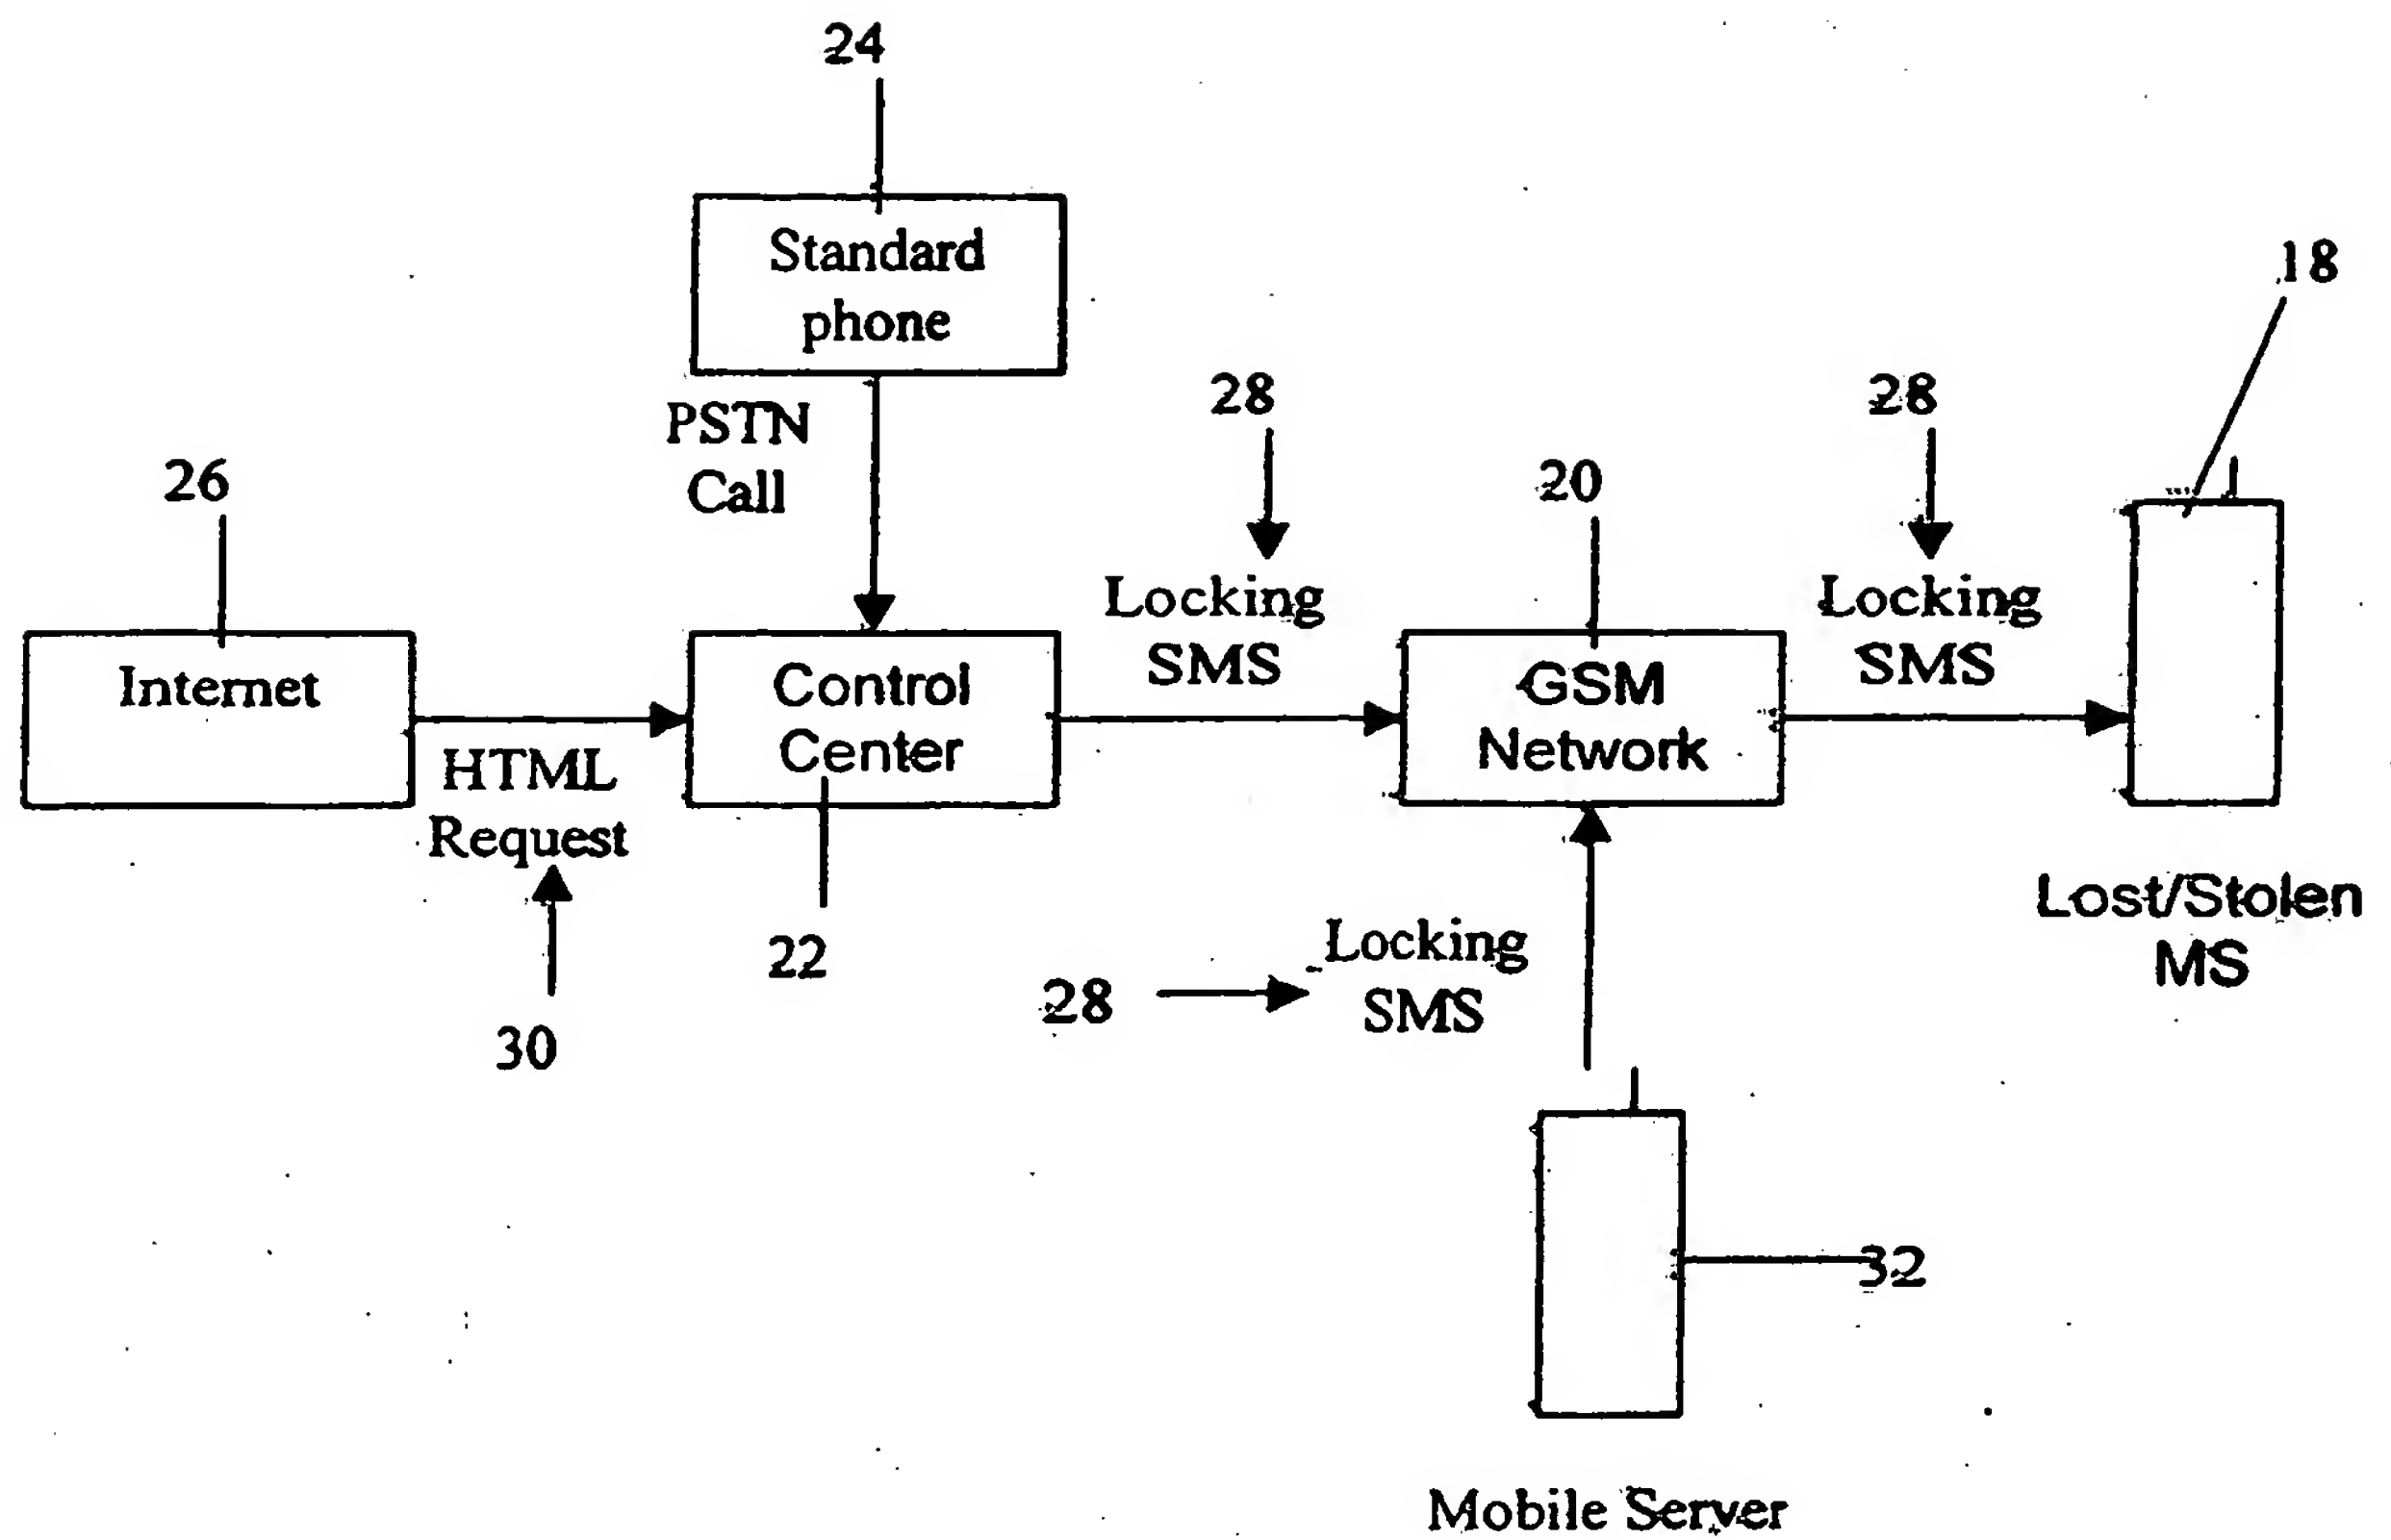 24
Standard
phone
18
PSTN
Call
28
28
26
20
Locking
SMS
Locking
SMS
Internet
Control
Center
GSM
Network
HTML
Request
22
30
28
Locking
SMS
Lost/Stolen
MS
32
Mobile Server